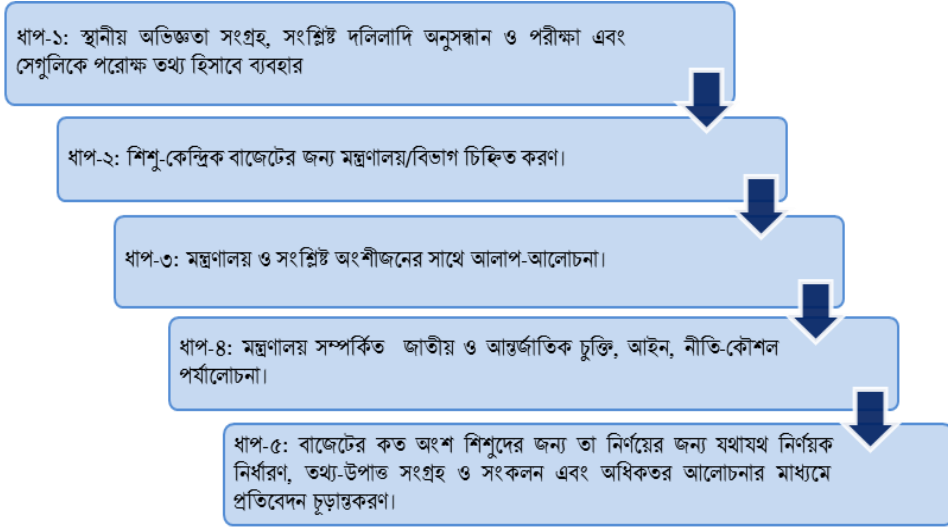 ধাপ-১: স্থানীয় অভিজ্ঞতা সংগ্রহ, সংশ্লিষ্ট দলিলাদি অনুসন্ধান ও পরীক্ষা এবং
সেগুলিকে পরোক্ষ তথ্য হিসাবে ব্যবহার
ধাপ-২: শিশু-কেন্দ্রিক বাজেটের জন্য মন্ত্রণালয়/বিভাগ চিহ্নিত করণ।
ধাপ-৩: মন্ত্রণালয় ও সংশ্লিষ্ট অংশীজনের সাথে আলাপ-আলোচনা।
ধাপ-৪: মন্ত্রণালয় সম্পর্কিত জাতীয় ও আন্তর্জাতিক চুক্তি, আইন, নীতি-কৌশল
পর্যালোচনা।
ধাপ-৫: বাজেটের কত অংশ শিশুদের জন্য তা নির্ণয়ের জন্য যথাযথ নির্ণয়ক
নির্ধারণ, তথ্য-উপাত্ত সংগ্রহ ও সংকলন এবং অধিকতর আলোচনার মাধ্যমে
প্রতিবেদন চূড়ান্তকরণ।